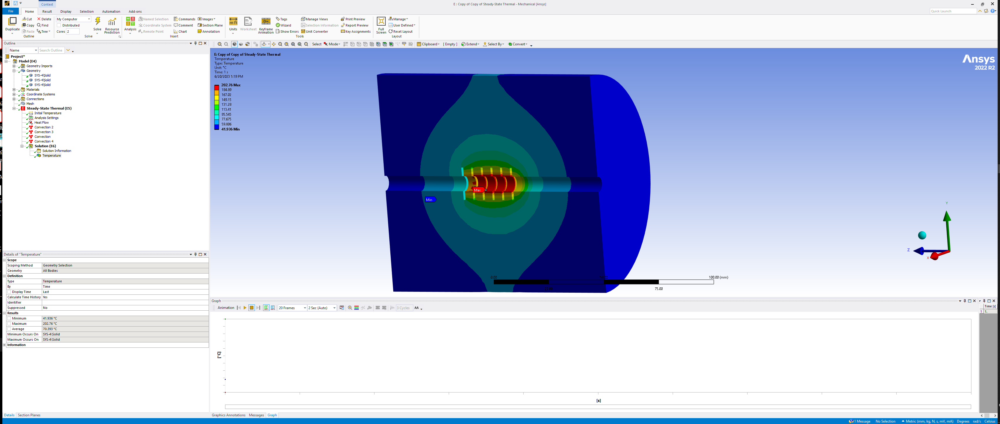 Context
E : Copy of Copy of Steady-State Thermal - Mechanical [Ansys]
File Home Result Display Selection Automation Add-ons
Quick Launch
Duplicate
Cut
Copy
Paste
Delete
Find
Tree
Outline
My Computer
Distributed
Cores 2
Solve
Resource Prediction
Solve
Analysis
Named Selection
Coordinate System
Remote Point
Commands
Comment
Chart
Images
Section Plane
Annotation
Insert
Units
Worksheet
Keyframe Animation
Tags
Wizard
Show Errors
Manage Views
Selection Information
Unit Converter
Print Preview
Report Preview
Key Assignments
Tools
Full Screen
Manage
User Defined
Reset Layout
Layout
Outline
Name Search Outline
Project*
Model (E4)
Geometry Imports
Geometry
SYS-4\Solid
SYS-4\Solid
SYS-4\Solid
Materials
Coordinate Systems
Connections
Mesh
Steady-State Thermal (E5)
Initial Temperature
Analysis Settings
Heat Flow
Convection 2
Convection 3
Convection
Convection 4
Solution (E6)
Solution Information
Temperature
Details of "Temperature"
Scope
Scoping Method Geometry Selection
Geometry All Bodies
Definition
Type Temperature
By Time
Display Time Last
Calculate Time History Yes
Identifier
Suppressed No
Results
Minimum 41.936 °C
Maximum 202.76 °C
Average 70.393 °C
Minimum Occurs On SYS-4\Solid
Maximum Occurs On SYS-4\Solid
Information
Details Section Planes
Select Mode Clipboard [ Empty ] Extend Select By Convert
E: Copy of Copy of Steady-State Thermal
Temperature
Type: Temperature
Unit: °C
Time: 1 s
6/20/2023 1:19 PM
202.76 Max
184.89
167.02
149.15
131.28
113.41
95.545
77.675
59.806
41.936 Min
Ansys
2022 R2
Max
Min
Y
Z
X
0.00
100.00 (mm)
75.00
Graph
Animation 20 Frames 2 Sec (Auto) 3 Cycles
Time [s]
1 1.
[°C]
[s]
Graphics Annotations Messages Graph
1 Message No Selection Metric (mm, kg, N, s, mV, mA) Degrees rad/s Celsius